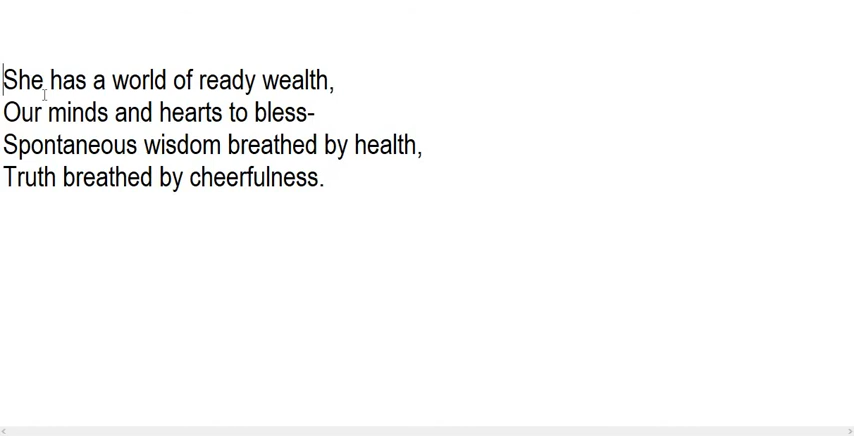 She has a world of ready wealth,
Our minds and hearts to bless-
Spontaneous wisdom breathed by health,
Truth breathed by cheerfulness.